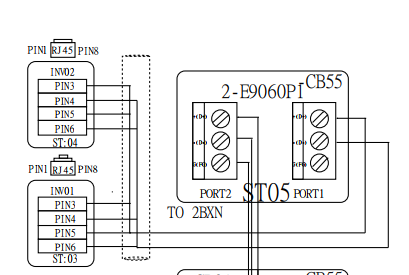 PIN1 RJ45 PIN8
INV02
PIN3
PIN4
PIN5
PIN6
ST:04
PIN1 RJ45 PIN8
INV01
PIN3
PIN4
PIN5
PIN6
ST:03
CB55
2-E9060PI
(D+) (D+)
(D-) (D-)
PORT2 ST05 PORT1
TO 2BXN
CB55